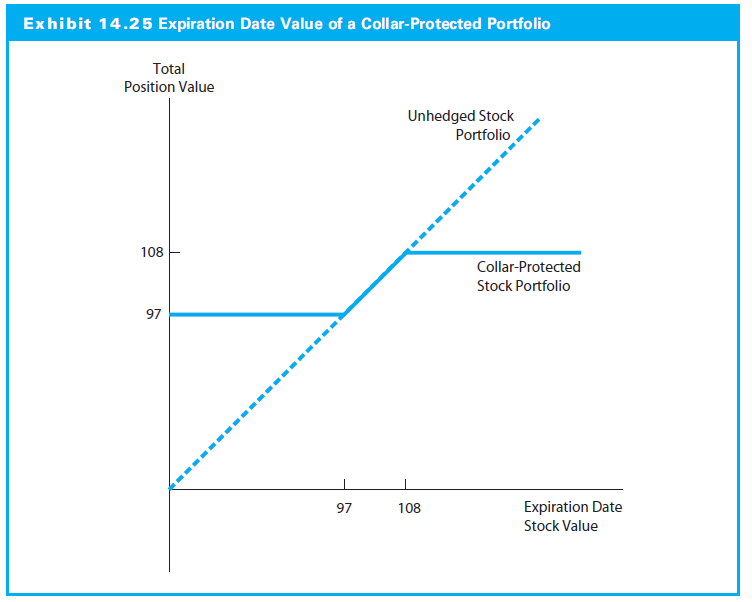 Exhibit 14.25 Expiration Date Value of a Collar-Protected Portfolio
Total
Position Value
Unhedged Stock
Portfolio
108
Collar-Protected
Stock Portfolio
97
97
108
Expiration Date
Stock Value